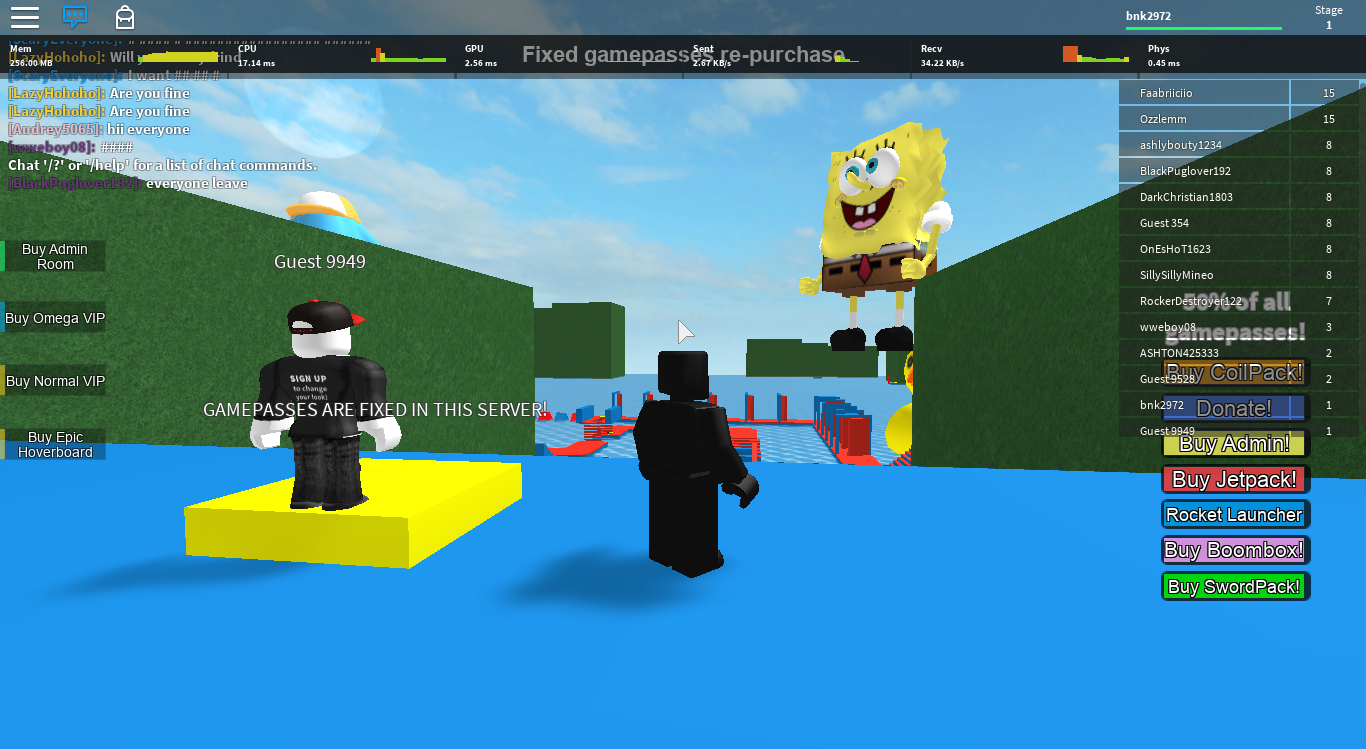 bnk2972
Stage
1
Mem
256.00 MB
CPU
17.14 ms
GPU
2.56 ms
Sent
2.67 KB/s
Recv
34.22 KB/s
Phys
0.45 ms
Fixed gamepasses re-purchase
[LazyHohoho]: Will
[ScaryEveryone]: I want ## ## #
[LazyHohoho]: Are you fine
[LazyHohoho]: Are you fine
[Audrey5065]: hii everyone
[wweboy08]: ####
Chat '/?' or '/help' for a list of chat commands.
[BlackPuglover192]: everyone leave
Faabriiciio 15
Ozzlemm 15
ashlybouty1234 8
BlackPuglover192 8
DarkChristian1803 8
Guest 354 8
OnEsHoT1623 8
SillySillyMineo 8
RockerDestroyer122 7
wweboy08 3
ASHTON425333 2
Guest 9528 2
bnk2972 1
Guest 9949 1
50% of all
gamepasses!
Buy CoilPack!
Donate!
Buy Admin!
Buy Jetpack!
Rocket Launcher
Buy Boombox!
Buy SwordPack!
Buy Admin
Room
Buy Omega VIP
Buy Normal VIP
Buy Epic
Hoverboard
Guest 9949
SIGN UP
to change
your look!
GAMEPASSES ARE FIXED IN THIS SERVER!